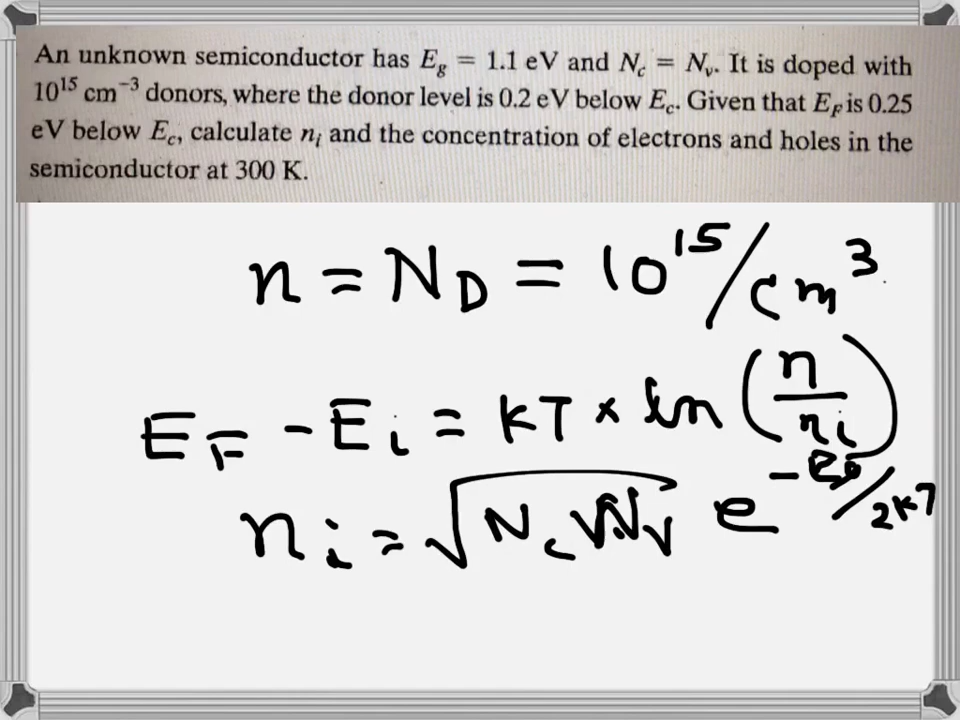 An unknown semiconductor has E_g = 1.1 eV and N_c = N_v. It is doped with
10^15 cm^−3 donors, where the donor level is 0.2 eV below E_c. Given that E_F is 0.25
eV below E_c, calculate n_i and the concentration of electrons and holes in the
semiconductor at 300 K.
n = N_D = 10^15/cm^3
E_F - E_i = KT × ln(n/n_i)
n_i = √(N_c N_v) e^(-Eg/2KT)